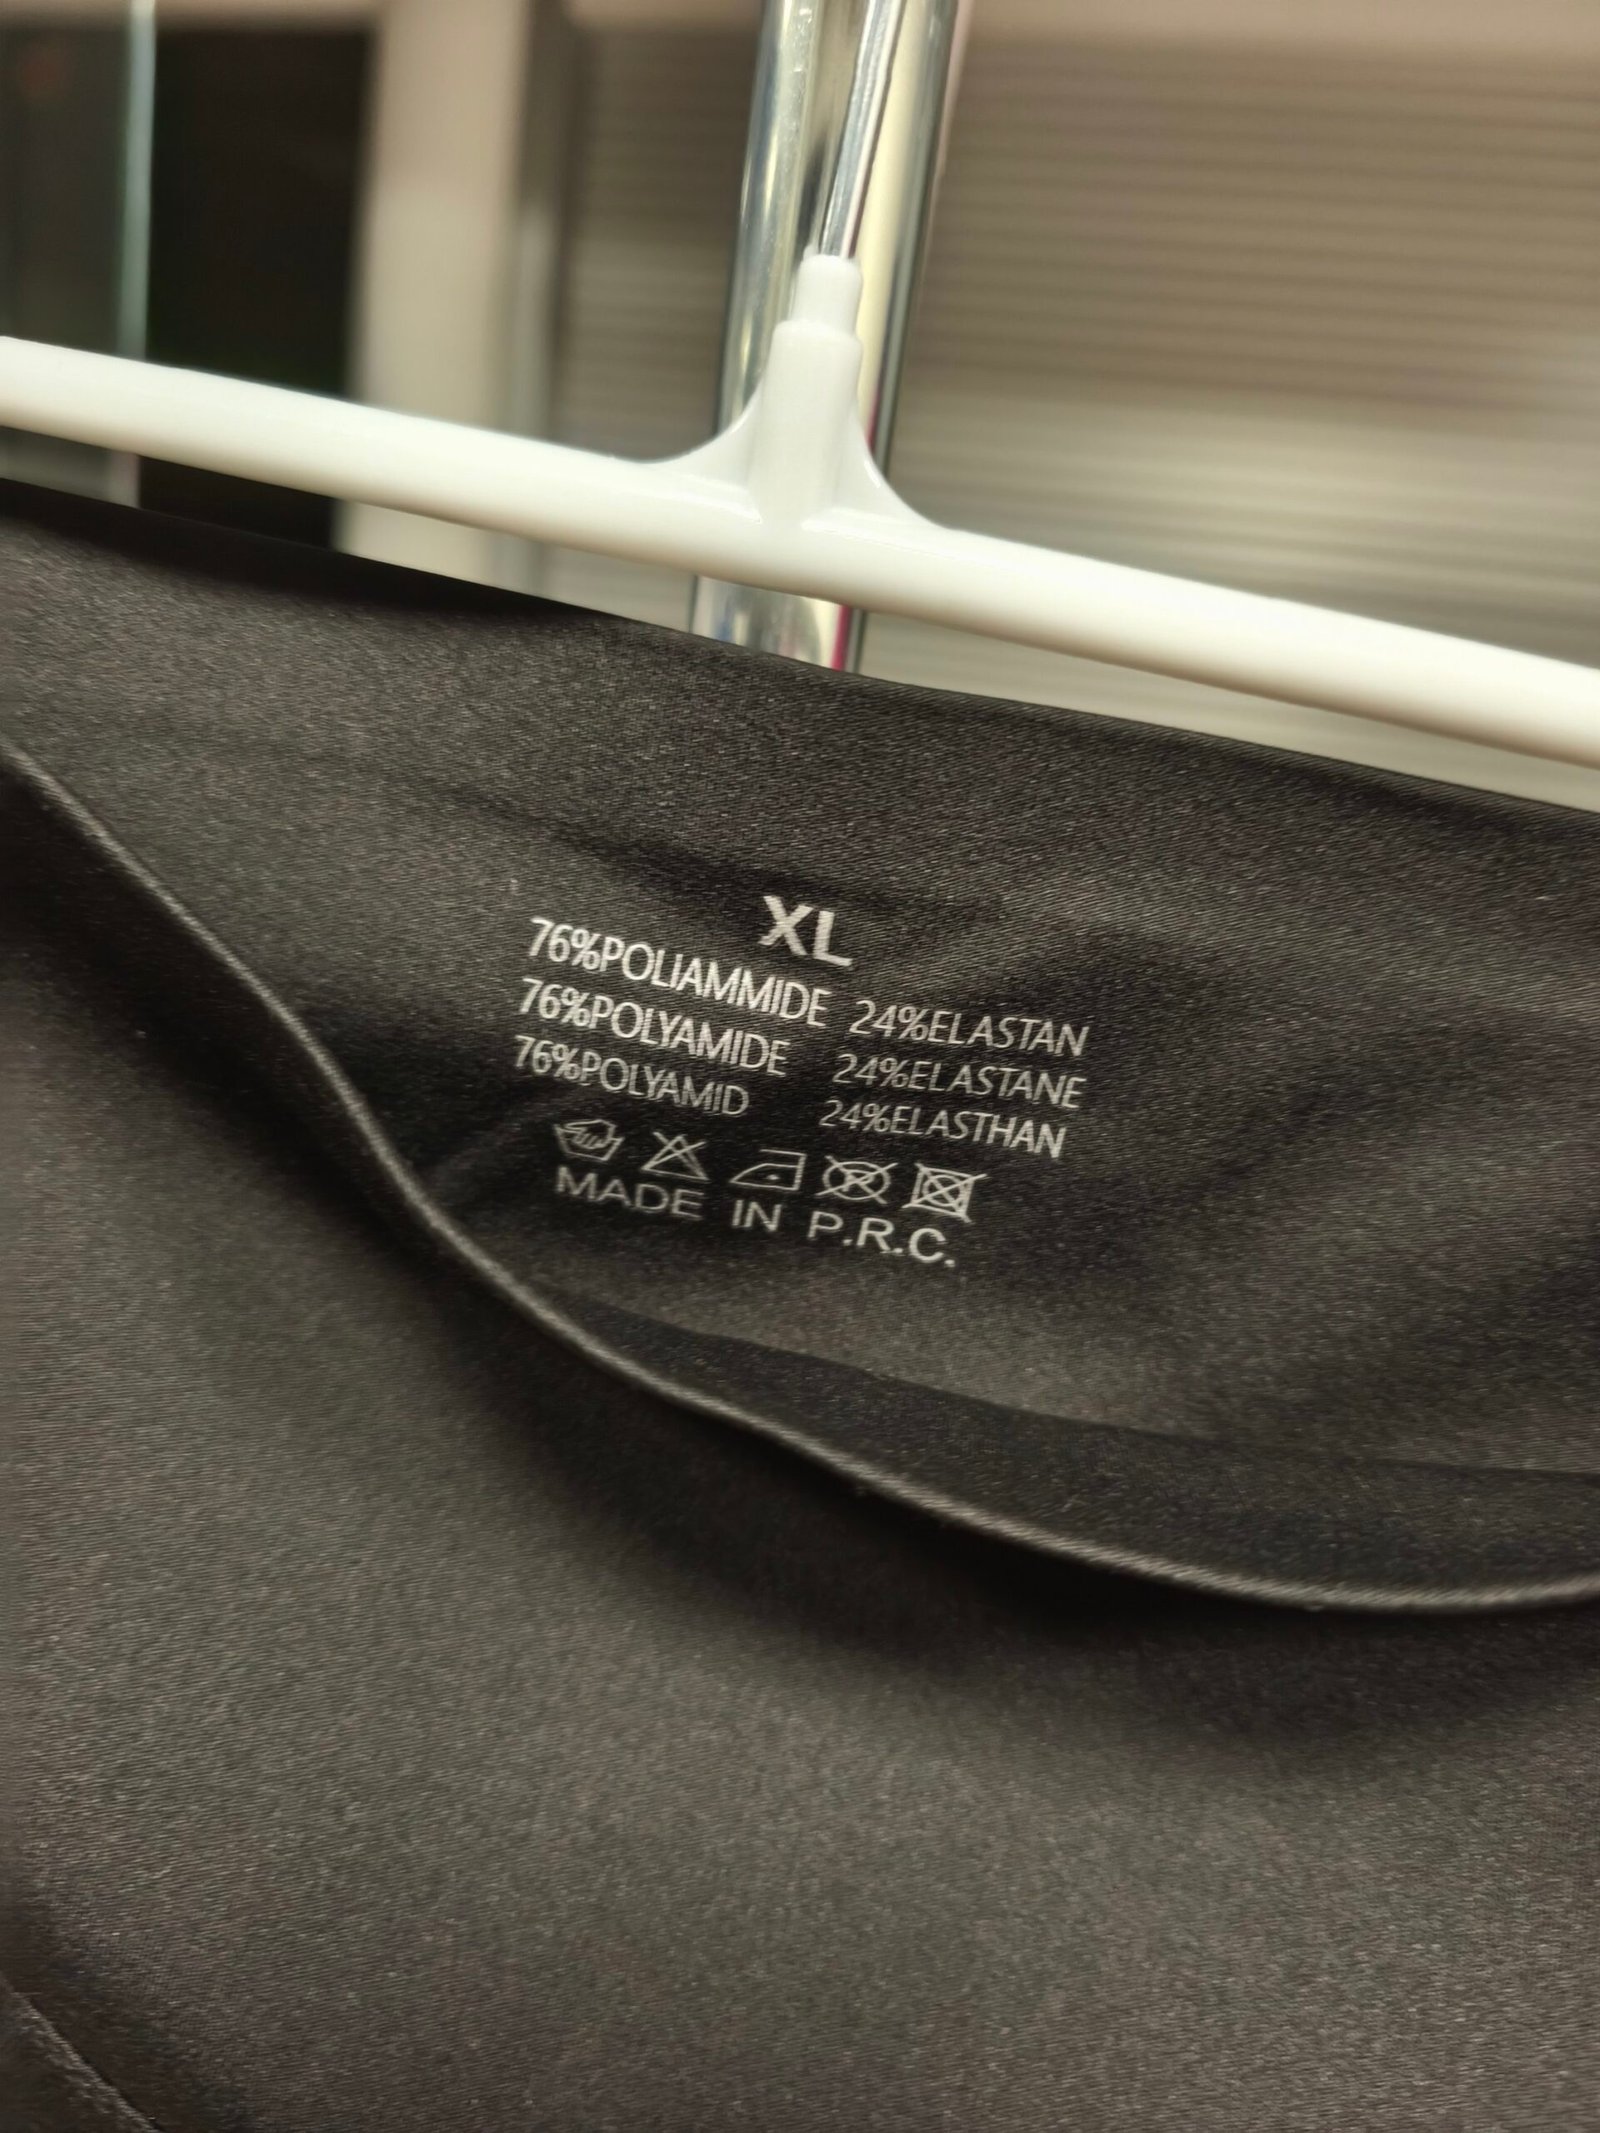 XL
76%POLIAMMIDE 24%ELASTAN
76%POLYAMIDE 24%ELASTANE
76%POLYAMID 24%ELASTHAN
MADE IN P.R.C.